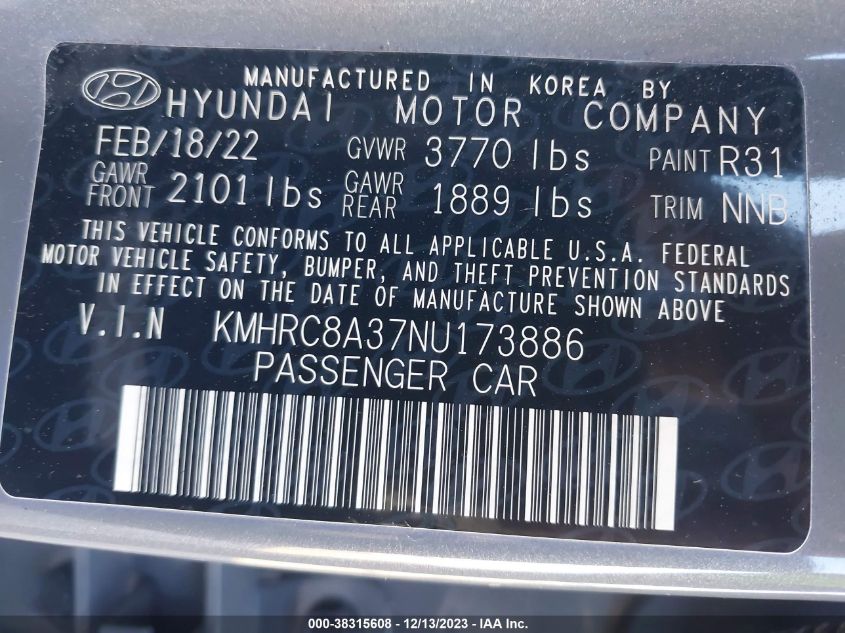 MANUFACTURED IN KOREA BY
HYUNDAI MOTOR COMPANY
FEB/18/22 GVWR 3770 lbs PAINT R31
GAWR FRONT 2101 lbs GAWR REAR 1889 lbs TRIM NNB
THIS VEHICLE CONFORMS TO ALL APPLICABLE U.S.A. FEDERAL
MOTOR VEHICLE SAFETY, BUMPER, AND THEFT PREVENTION STANDARDS
IN EFFECT ON THE DATE OF MANUFACTURE SHOWN ABOVE
V.I.N KMHRC8A37NU173886
PASSENGER CAR
000-38315608 - 12/13/2023 - IAA Inc.